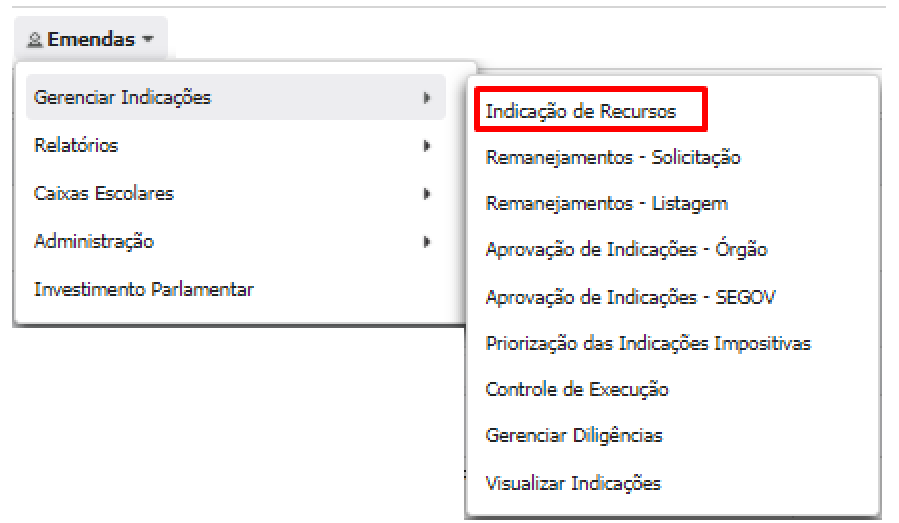 Emendas
Gerenciar Indicações
Relatórios
Caixas Escolares
Administração
Investimento Parlamentar
Indicação de Recursos
Remanejamentos - Solicitação
Remanejamentos - Listagem
Aprovação de Indicações - Órgão
Aprovação de Indicações - SEGOV
Priorização das Indicações Impositivas
Controle de Execução
Gerenciar Diligências
Visualizar Indicações